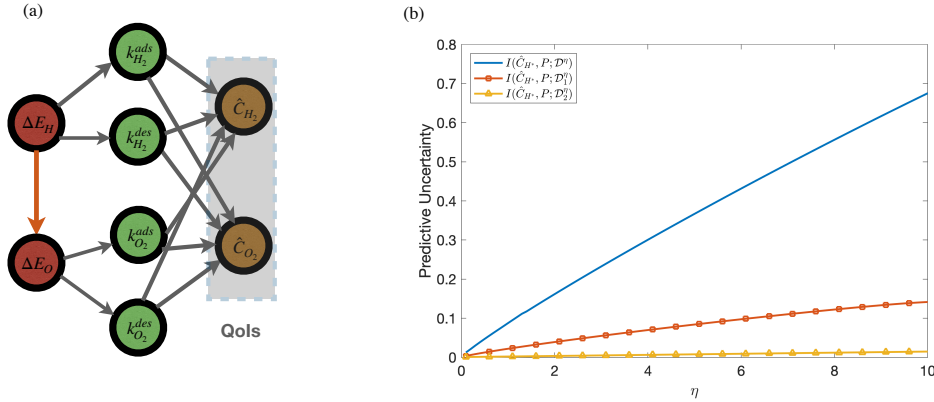 (a)
(b)
k_{H_2}^{ads}
ΔE_H
Ĉ_{H_2}
k_{H_2}^{des}
k_{O_2}^{ads}
ΔE_O
Ĉ_{O_2}
k_{O_2}^{des}
QoIs
Predictive Uncertainty
0.8
0.7
0.6
0.5
0.4
0.3
0.2
0.1
0
I(Ĉ_{H*}, P; 𝒟^η)
I(Ĉ_{H*}, P; 𝒟_1^η)
I(Ĉ_{H*}, P; 𝒟_2^η)
0 2 4 6 8 10
η